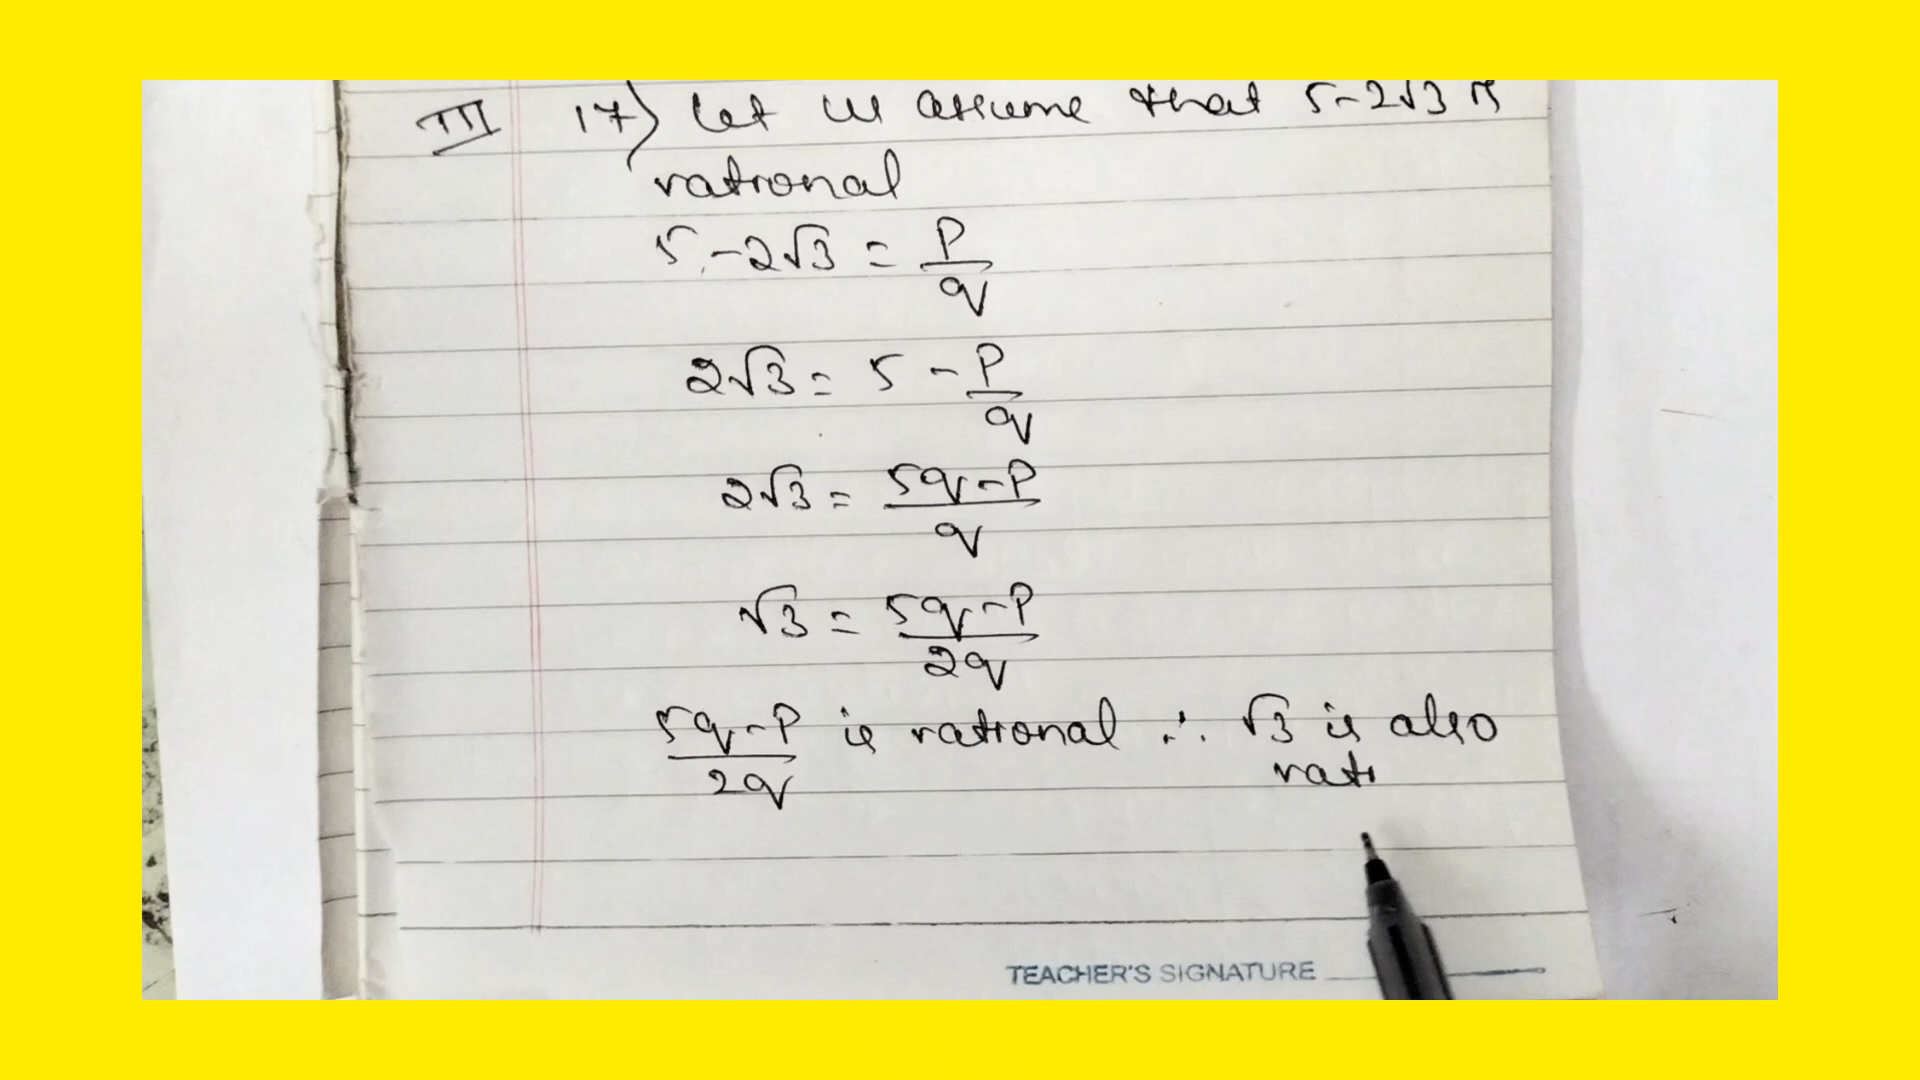 III 17) Let us assume that 5-2√3 is
rational
5-2√3 = P/q
2√3 = 5 - P/q
2√3 = 5q-P/q
√3 = 5q-P/2q
5q-P/2q is rational ∴ √3 is also
rati
TEACHER'S SIGNATURE